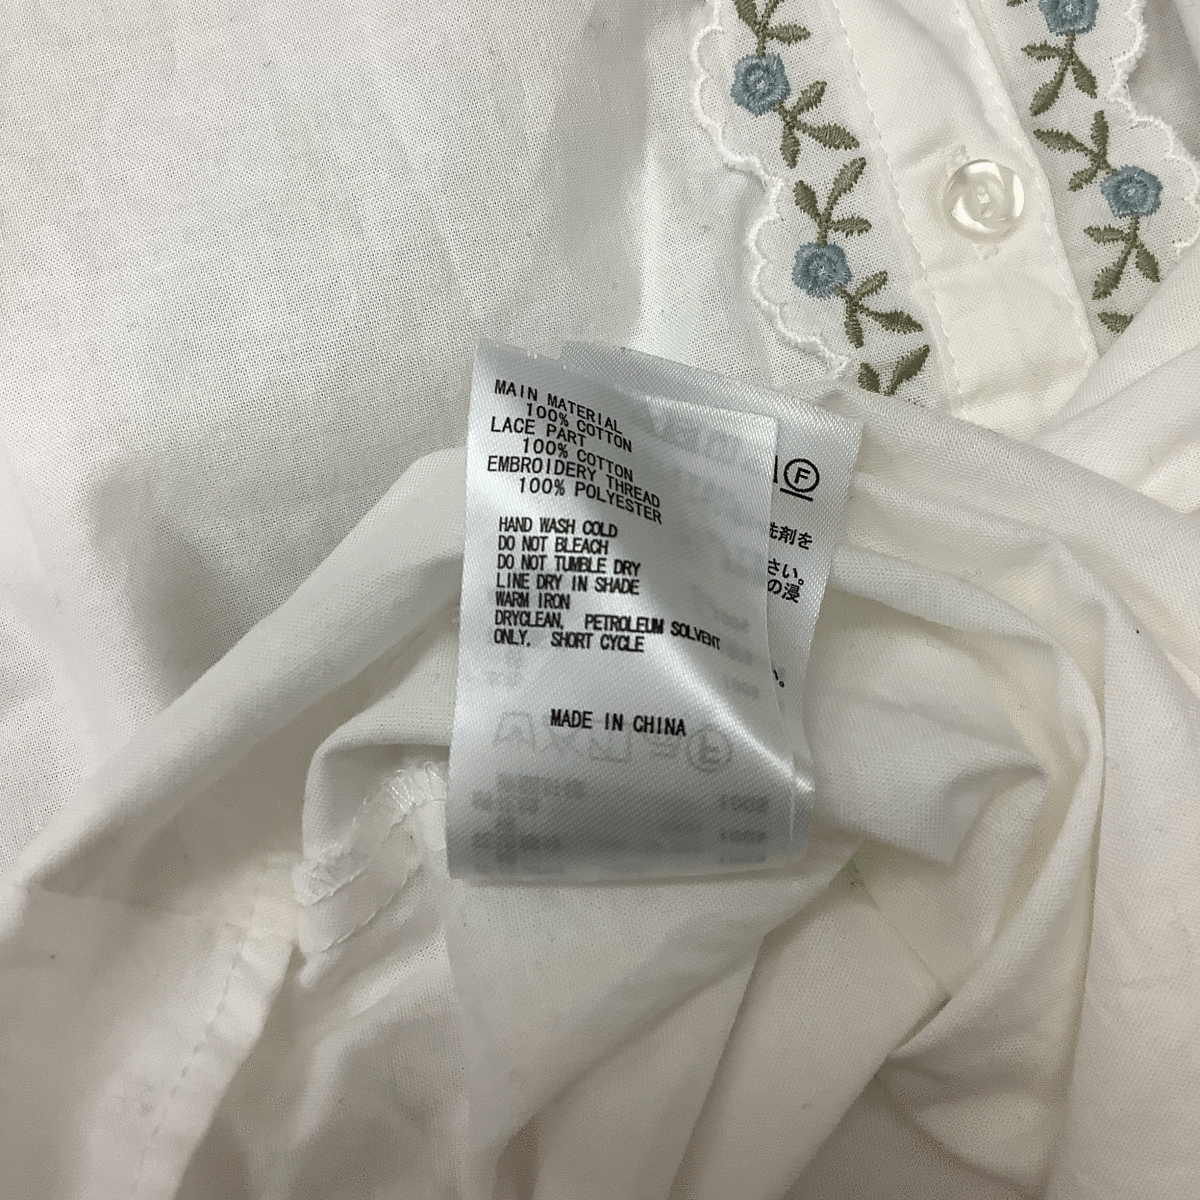 MAIN MATERIAL
100% COTTON
LACE PART
100% COTTON
EMBROIDERY THREAD
100% POLYESTER
HAND WASH COLD
DO NOT BLEACH
DO NOT TUMBLE DRY
LINE DRY IN SHADE
WARM IRON
DRYCLEAN, PETROLEUM SOLVENT
ONLY, SHORT CYCLE
MADE IN CHINA
F
洗剤を
さい。
の浸